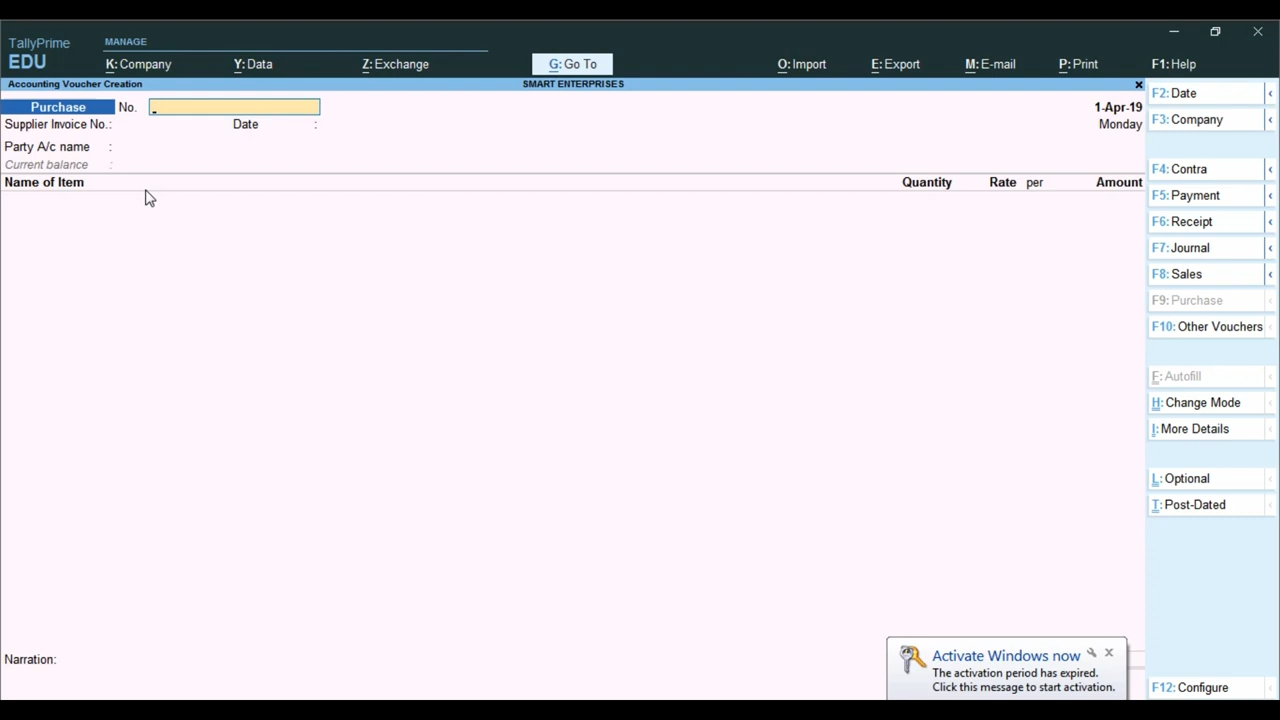 TallyPrime
EDU
MANAGE
K: Company
Y: Data
Z: Exchange
G: Go To
O: Import
E: Export
M: E-mail
P: Print
F1: Help
Accounting Voucher Creation
SMART ENTERPRISES
Purchase No.
1-Apr-19
Supplier Invoice No.: Date :
Monday
Party A/c name :
Current balance :
Name of Item Quantity Rate per Amount
F2: Date
F3: Company
F4: Contra
F5: Payment
F6: Receipt
F7: Journal
F8: Sales
F9: Purchase
F10: Other Vouchers
F: Autofill
H: Change Mode
I: More Details
L: Optional
T: Post-Dated
Narration:
Activate Windows now
The activation period has expired.
Click this message to start activation.
F12: Configure